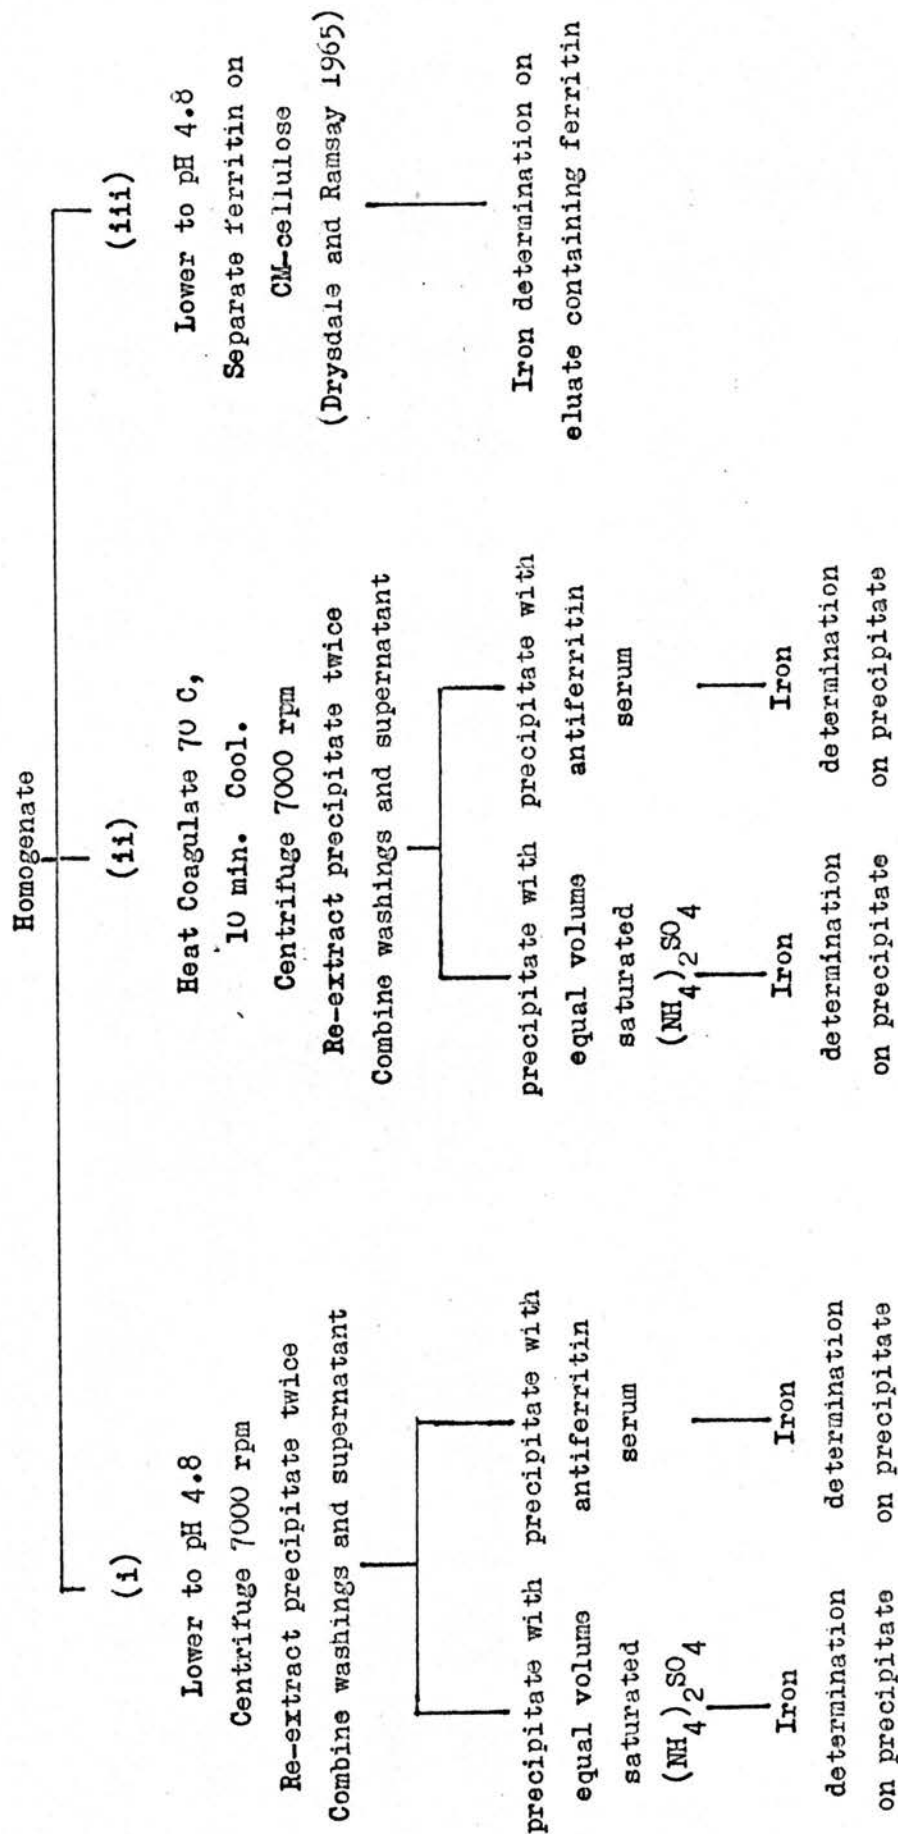 Homogenate
(i)
Lower to pH 4.8
Centrifuge 7000 rpm
Re-extract precipitate twice
Combine washings and supernatant
precipitate with
equal volume
saturated
(NH4)2SO4
Iron
determination
on precipitate
precipitate with
antiferritin
serum
Iron
determination
on precipitate
(ii)
Heat Coagulate 70 C,
10 min. Cool.
Centrifuge 7000 rpm
Re-extract precipitate twice
Combine washings and supernatant
precipitate with
equal volume
saturated
(NH4)2SO4
Iron
determination
on precipitate
precipitate with
antiferritin
serum
Iron
determination
on precipitate
(iii)
Lower to pH 4.8
Separate ferritin on
CM-cellulose
(Drysdale and Ramsay 1965)
Iron determination on
eluate containing ferritin